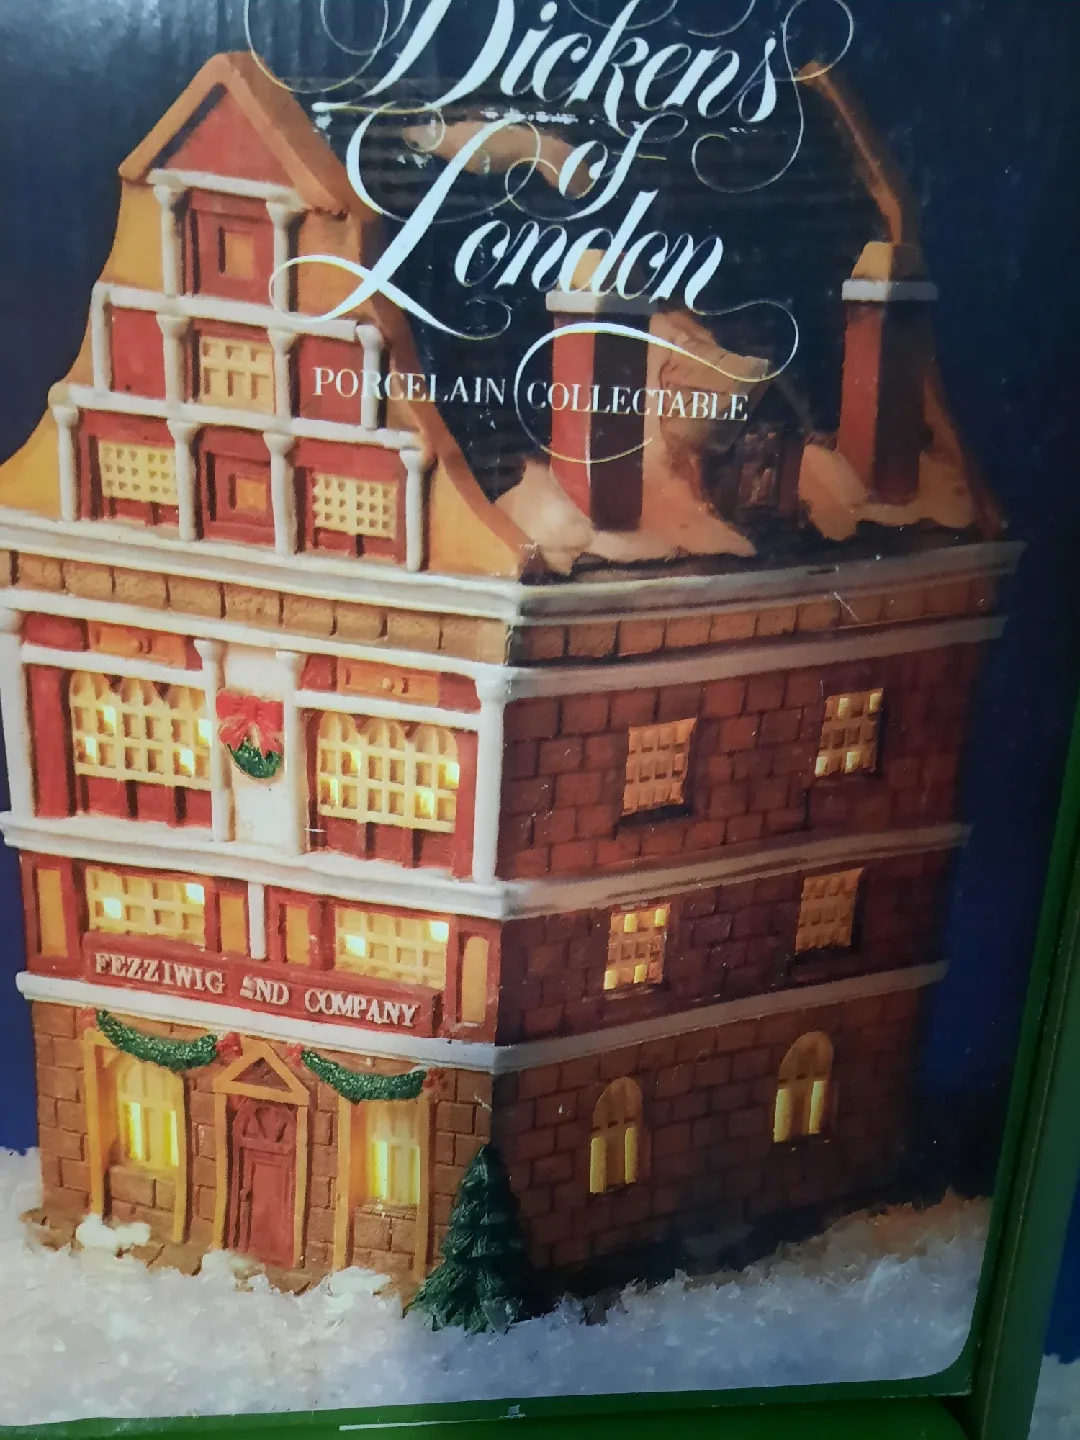 Dickens
of
London
PORCELAIN COLLECTABLE
FEZZIWIG AND COMPANY